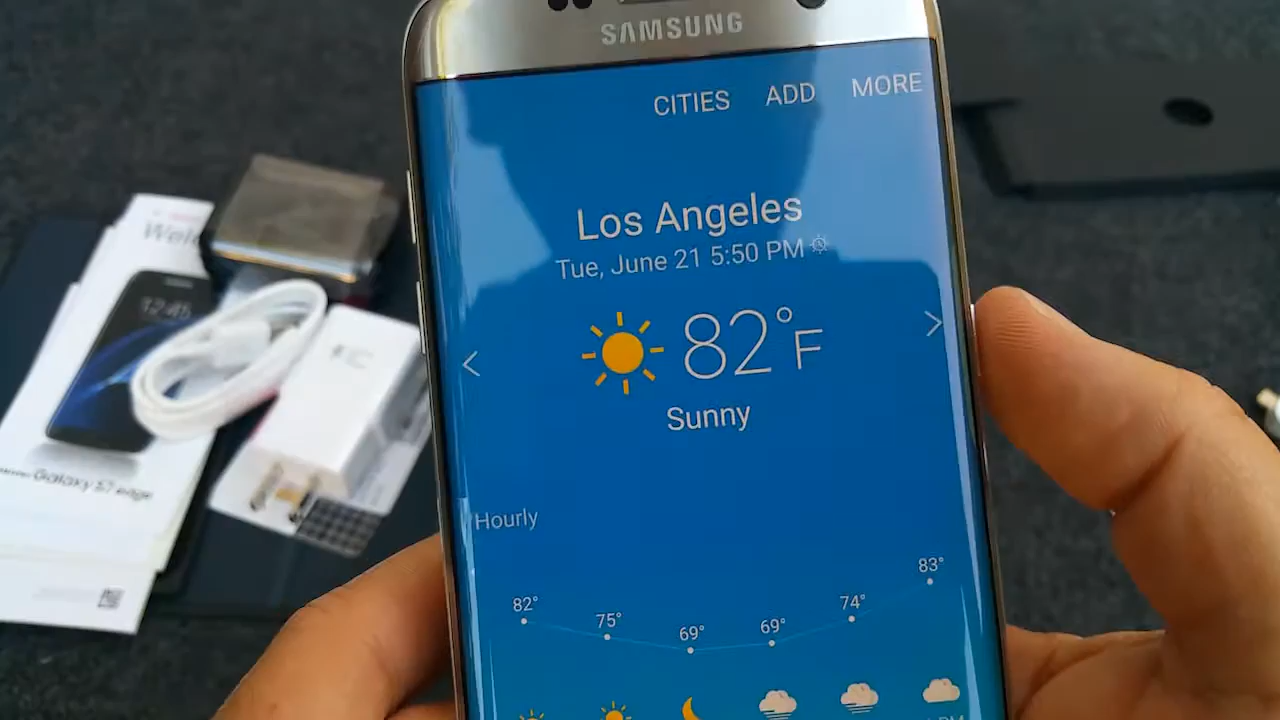 SAMSUNG
CITIES ADD MORE
Los Angeles
Tue, June 21 5:50 PM
82°F
Sunny
Hourly
82° 75° 69° 69° 74° 83°
12:45
Galaxy S7 edge